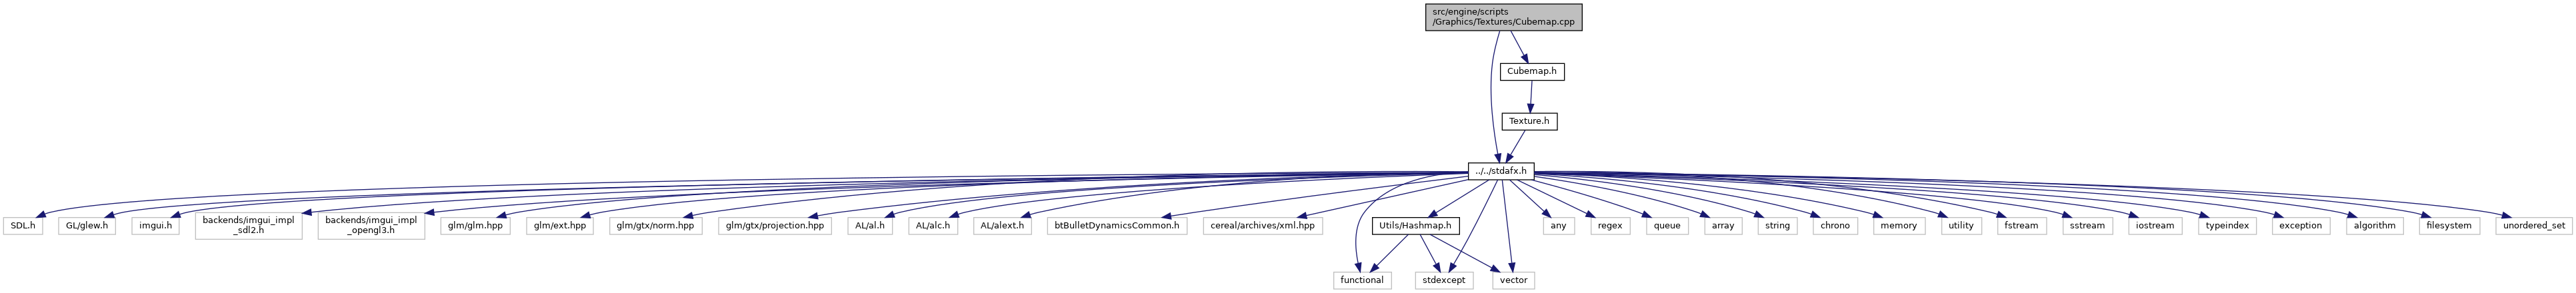 src/engine/scripts
/Graphics/Textures/Cubemap.cpp
Cubemap.h
Texture.h
../../stdafx.h
SDL.h
GL/glew.h
imgui.h
backends/imgui_impl
_sdl2.h
backends/imgui_impl
_opengl3.h
glm/glm.hpp
glm/ext.hpp
glm/gtx/norm.hpp
glm/gtx/projection.hpp
AL/al.h
AL/alc.h
AL/alext.h
btBulletDynamicsCommon.h
cereal/archives/xml.hpp
Utils/Hashmap.h
any
regex
queue
array
string
chrono
memory
utility
fstream
sstream
iostream
typeindex
exception
algorithm
filesystem
unordered_set
functional
stdexcept
vector